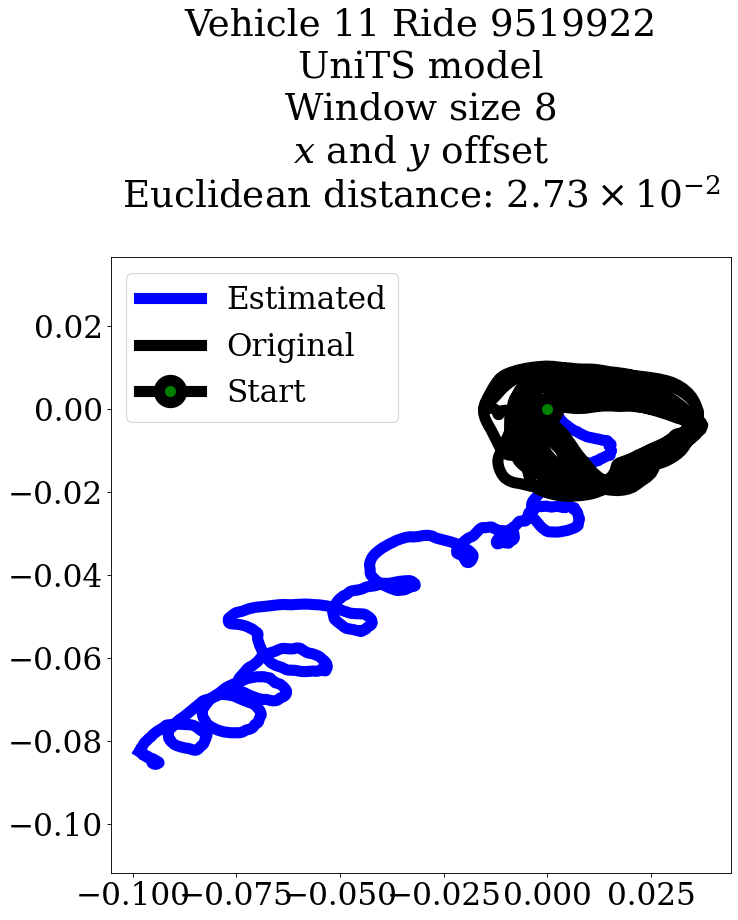 Vehicle 11 Ride 9519922
UniTS model
Window size 8
x and y offset
Euclidean distance: 2.73 × 10⁻²
Estimated
Original
Start
0.02
0.00
−0.02
−0.04
−0.06
−0.08
−0.10
−0.100 −0.075 −0.050 −0.025 0.000 0.025